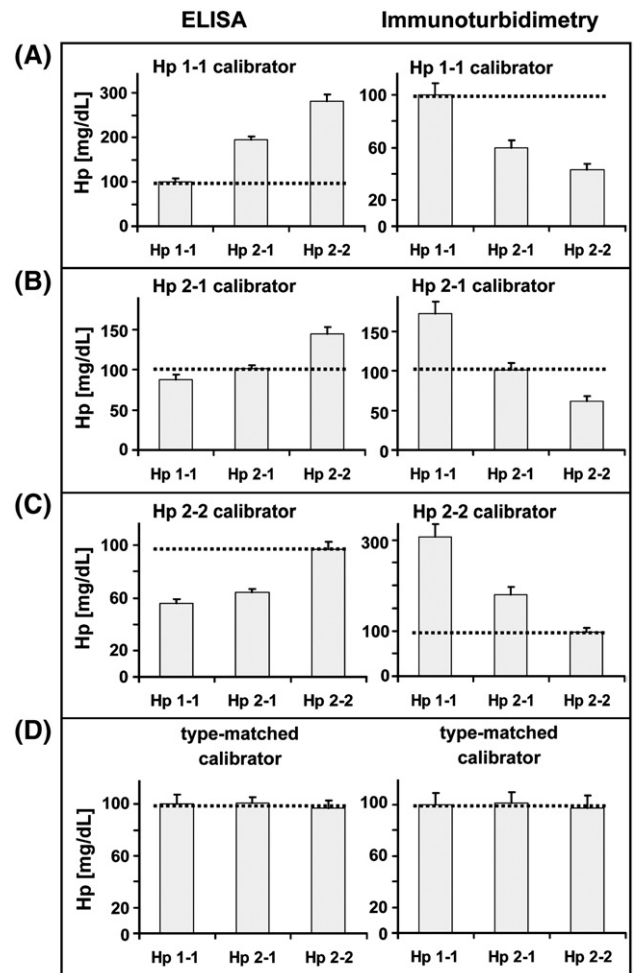 ELISA Immunoturbidimetry
(A)
Hp 1-1 calibrator
Hp [mg/dL]
300
200
100
0
Hp 1-1 Hp 2-1 Hp 2-2
Hp 1-1 calibrator
100
60
20
0
Hp 1-1 Hp 2-1 Hp 2-2
(B)
Hp 2-1 calibrator
Hp [mg/dL]
150
100
50
0
Hp 1-1 Hp 2-1 Hp 2-2
Hp 2-1 calibrator
150
100
50
0
Hp 1-1 Hp 2-1 Hp 2-2
(C)
Hp 2-2 calibrator
Hp [mg/dL]
100
60
20
0
Hp 1-1 Hp 2-1 Hp 2-2
Hp 2-2 calibrator
300
100
0
Hp 1-1 Hp 2-1 Hp 2-2
(D)
type-matched
calibrator
Hp [mg/dL]
100
60
20
0
Hp 1-1 Hp 2-1 Hp 2-2
type-matched
calibrator
100
60
20
0
Hp 1-1 Hp 2-1 Hp 2-2